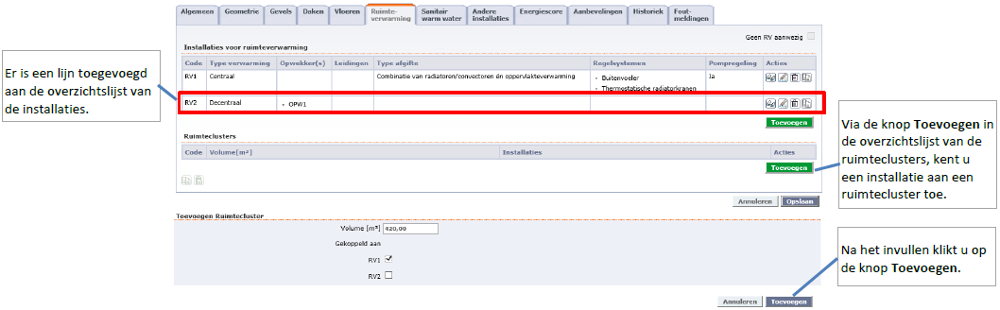 Algemeen Geometrie Gevels Daken Vloeren Ruimte-verwarming Sanitair warm water Andere installaties Energiescore Aanbevelingen Historiek Fout-meldingen
Geen RV aanwezig
Installaties voor ruimteverwarming
Code Type verwarming Opwekker(s) Leidingen Type afgifte Regelsystemen Pompregeling Acties
RV1 Centraal Combinatie van radiatoren/convectoren én oppervlakteverwarming • Buitenvoeler Ja
• Thermostatische radiatorkranen
RV2 Decentraal • OPW1
Toevoegen
Ruimteclusters
Code Volume[m³] Installaties Acties
Toevoegen
Annuleren Opslaan
Toevoegen Ruimtecluster
Volume [m³] 420,00
Gekoppeld aan
RV1
RV2
Annuleren Toevoegen
Er is een lijn toegevoegd
aan de overzichtslijst van
de installaties.
Via de knop Toevoegen in
de overzichtslijst van de
ruimteclusters, kent u
een installatie aan een
ruimtecluster toe.
Na het invullen klikt u op
de knop Toevoegen.